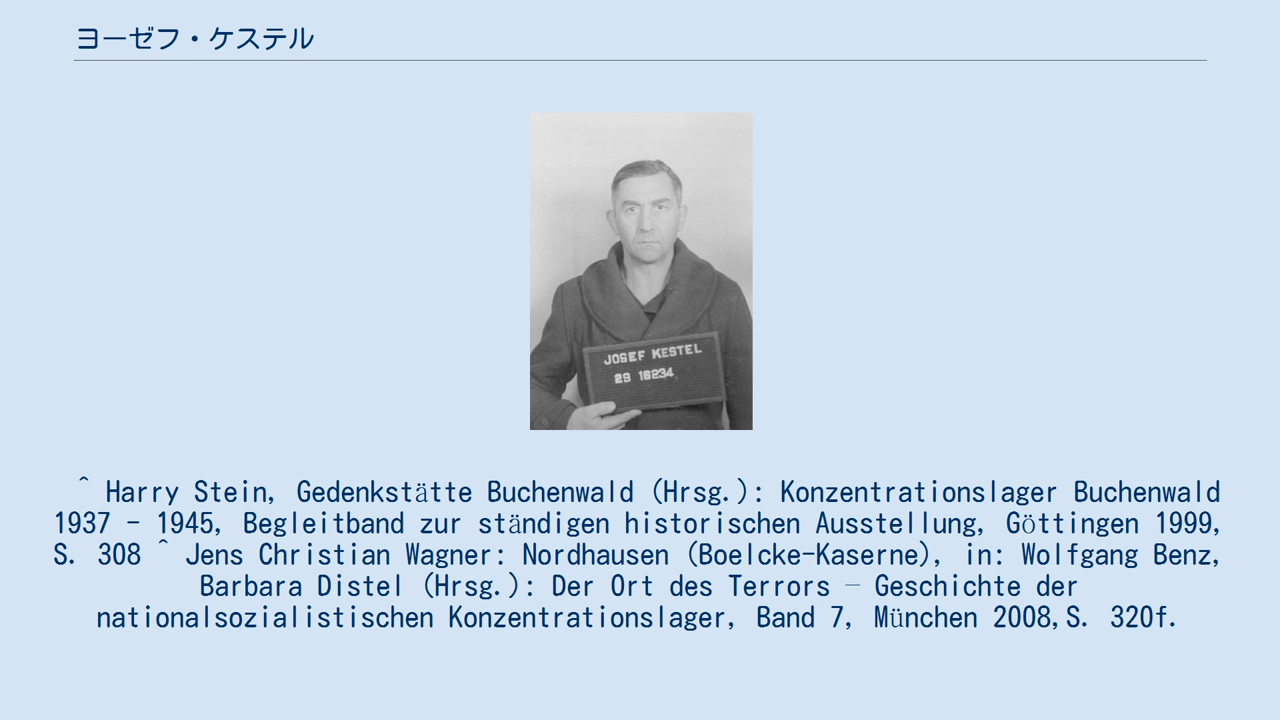 ヨーゼフ・ケステル
JOSEF KESTEL
29 16234
^ Harry Stein, Gedenkstätte Buchenwald (Hrsg.): Konzentrationslager Buchenwald
1937 - 1945, Begleitband zur ständigen historischen Ausstellung, Göttingen 1999,
S. 308 ^ Jens Christian Wagner: Nordhausen (Boelcke-Kaserne), in: Wolfgang Benz,
Barbara Distel (Hrsg.): Der Ort des Terrors – Geschichte der
nationalsozialistischen Konzentrationslager, Band 7, München 2008,S. 320f.